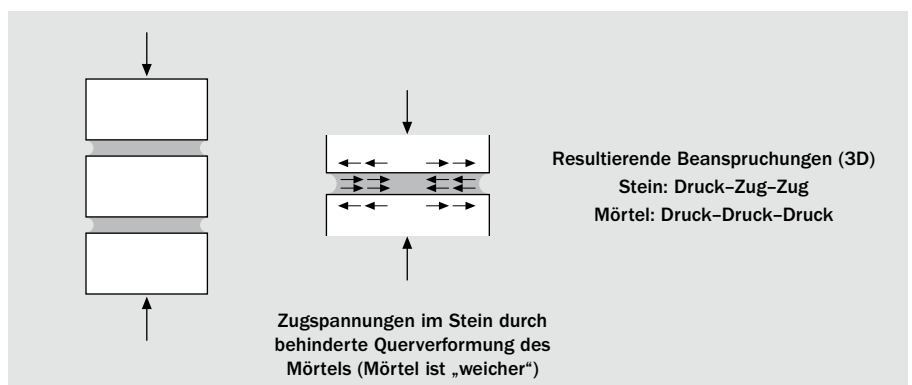 Zugspannungen im Stein durch
behinderte Querverformung des
Mörtels (Mörtel ist „weicher“)
Resultierende Beanspruchungen (3D)
Stein: Druck–Zug–Zug
Mörtel: Druck–Druck–Druck